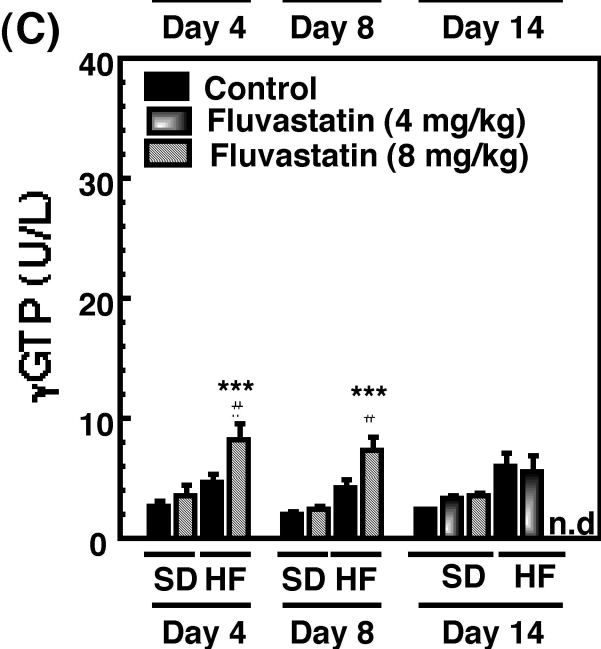 (C) Day 4 Day 8 Day 14
40
Control
Fluvastatin (4 mg/kg)
Fluvastatin (8 mg/kg)
30
γGTP (U/L)
20
*** ***
# #
10
0
n.d
SD HF SD HF SD HF
Day 4 Day 8 Day 14